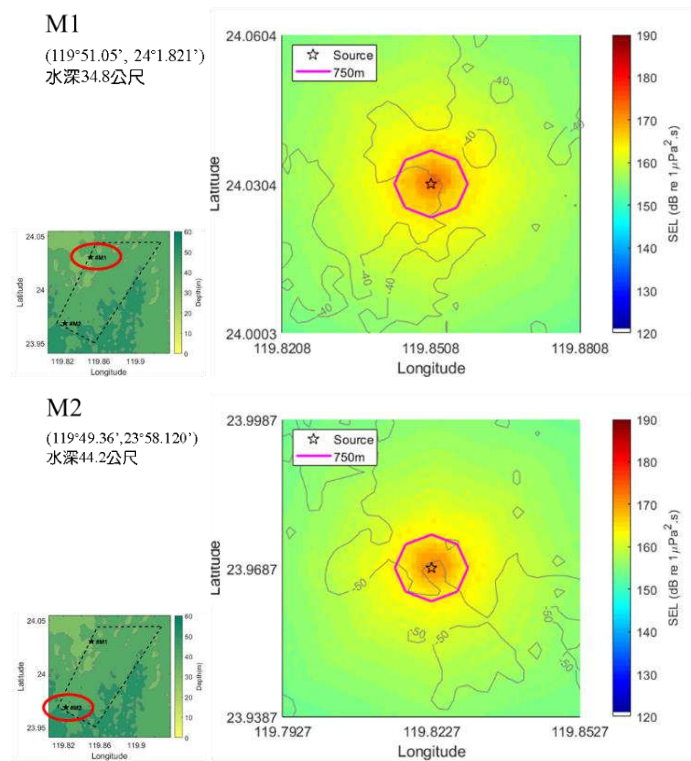 M1
(119°51.05’, 24°1.821’)
水深34.8公尺
24.0604
24.0304
24.0003
119.8208
119.8508
119.8808
Latitude
Longitude
Source
750m
-40
-40
-40
-40
-40
190
180
170
160
150
140
130
120
SEL (dB re 1 μPa².s)
24.05
24
23.95
119.82
119.86
119.9
Latitude
Longitude
#M1
#M2
60
50
40
30
20
10
0
Depth(m)
M2
(119°49.36’,23°58.120’)
水深44.2公尺
23.9987
23.9687
23.9387
119.7927
119.8227
119.8527
Latitude
Longitude
Source
750m
-50
-50
-50
-50
-50
190
180
170
160
150
140
130
120
SEL (dB re 1 μPa².s)
24.05
24
23.95
119.82
119.86
119.9
Latitude
Longitude
#M1
#M2
60
50
40
30
20
10
0
Depth(m)